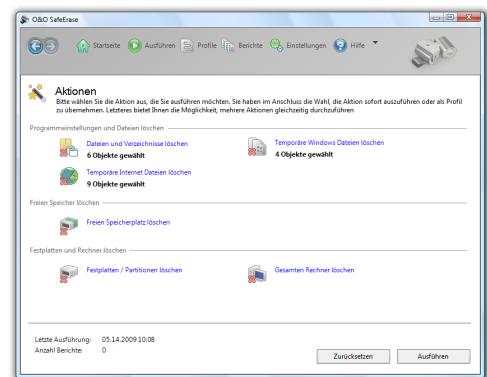 O&O SafeErase
Startseite Ausführen Profile Berichte Einstellungen Hilfe
Aktionen
Bitte wählen Sie die Aktion aus, die Sie ausführen möchten. Sie haben im Anschluss die Wahl, die Aktion sofort auszuführen oder als Profil
zu übernehmen. Letzteres bietet Ihnen die Möglichkeit, mehrere Aktionen gleichzeitig durchzuführen
Programmeinstellungen und Dateien löschen
Dateien und Verzeichnisse löschen
6 Objekte gewählt
Temporäre Windows Dateien löschen
4 Objekte gewählt
Temporäre Internet Dateien löschen
9 Objekte gewählt
Freien Speicher löschen
Freien Speicherplatz löschen
Festplatten und Rechner löschen
Festplatten / Partitionen löschen
Gesamten Rechner löschen
Letzte Ausführung: 05.14.2009 10:08
Anzahl Berichte: 0
Zurücksetzen
Ausführen